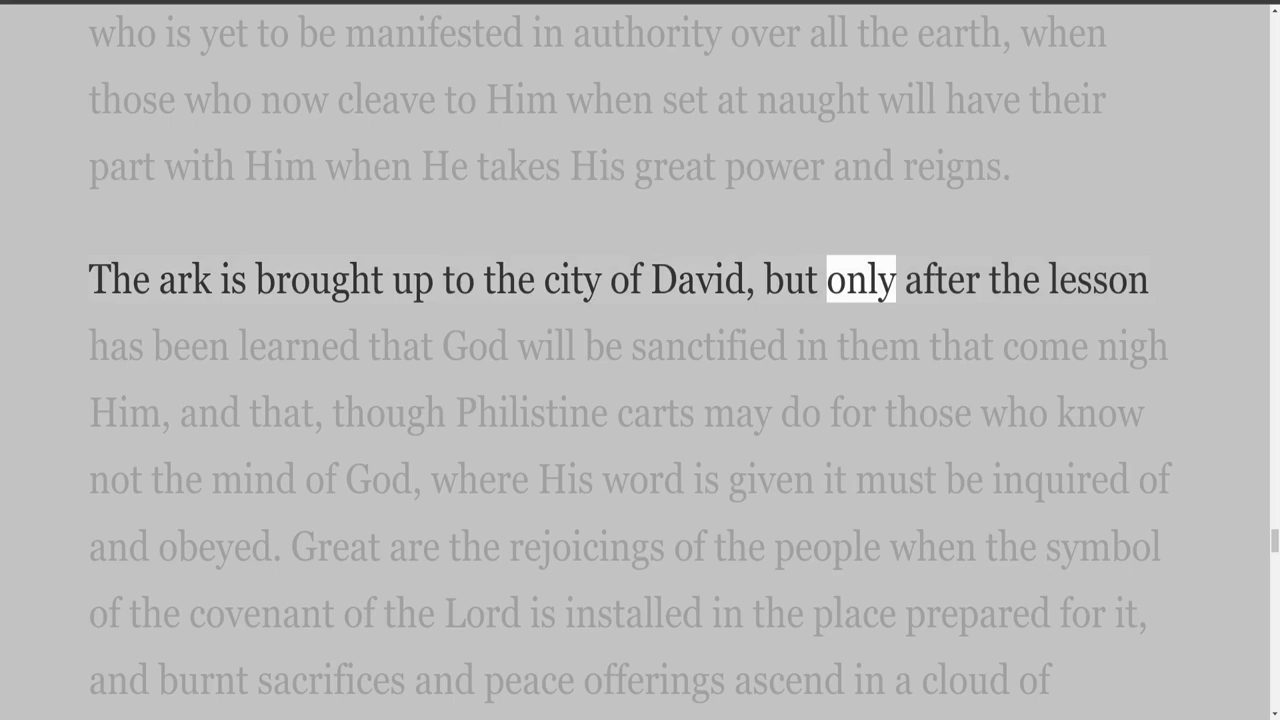 who is yet to be manifested in authority over all the earth, when
those who now cleave to Him when set at naught will have their
part with Him when He takes His great power and reigns.
The ark is brought up to the city of David, but only after the lesson
has been learned that God will be sanctified in them that come nigh
Him, and that, though Philistine carts may do for those who know
not the mind of God, where His word is given it must be inquired of
and obeyed. Great are the rejoicings of the people when the symbol
of the covenant of the Lord is installed in the place prepared for it,
and burnt sacrifices and peace offerings ascend in a cloud of